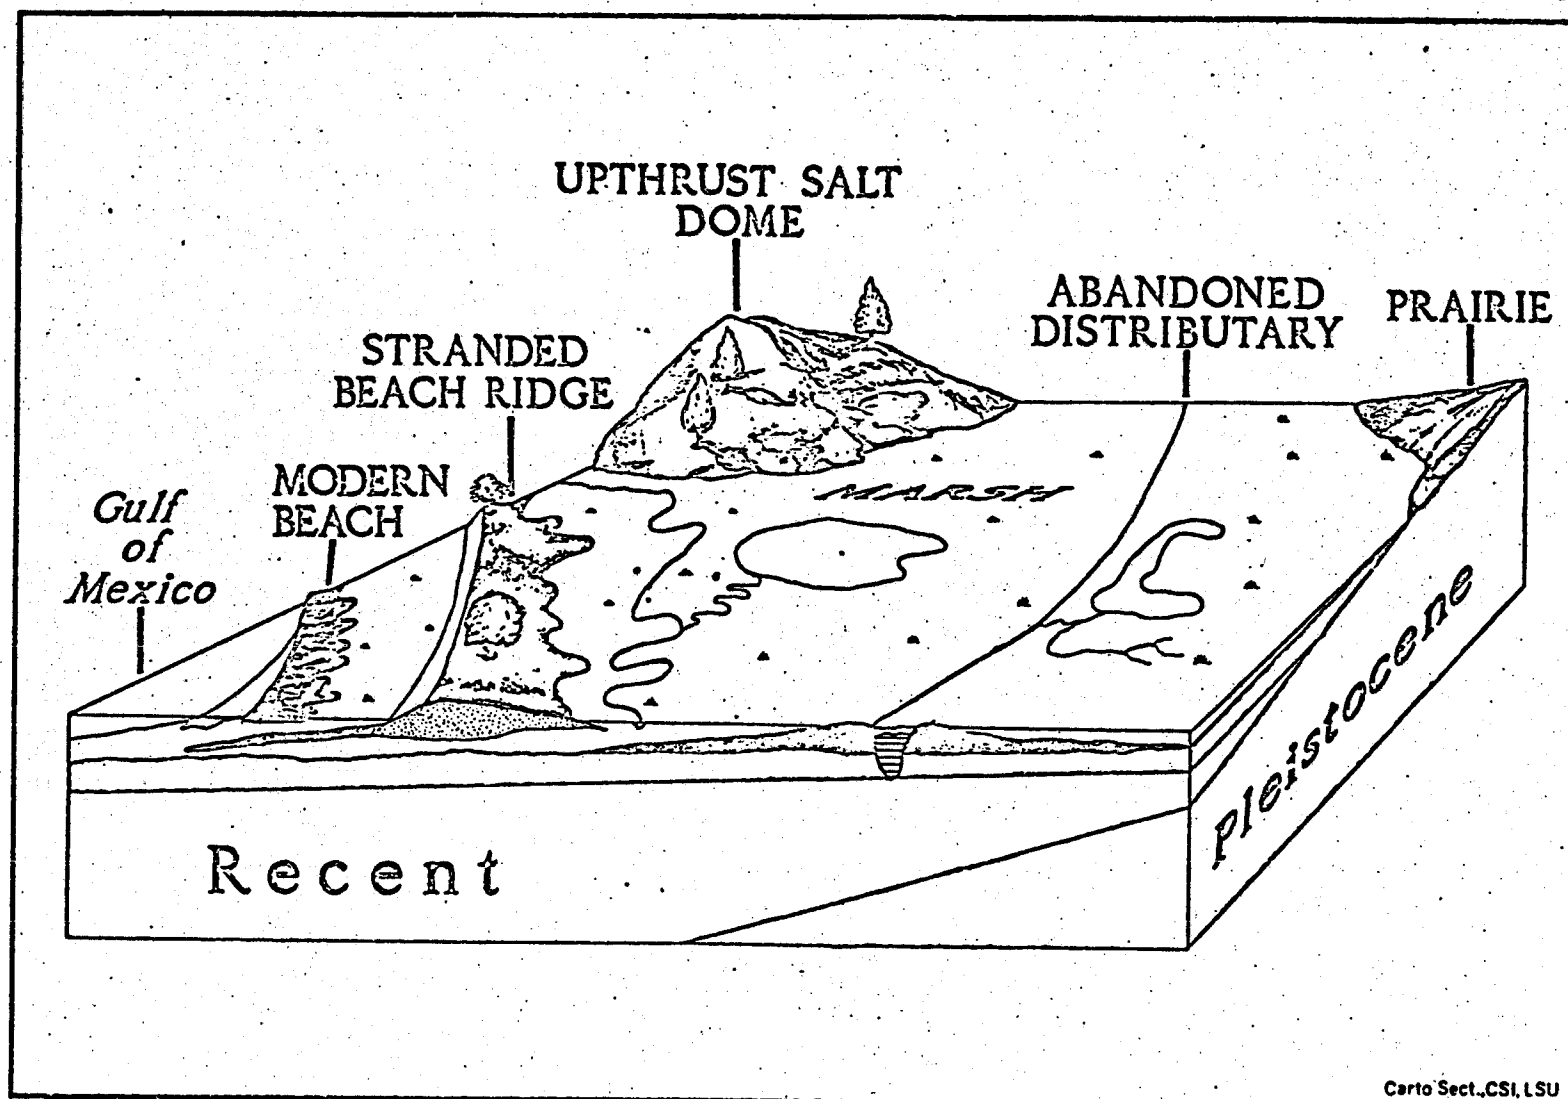 UPTHRUST SALT
DOME
ABANDONED
DISTRIBUTARY
PRAIRIE
STRANDED
BEACH RIDGE
MODERN
BEACH
Gulf
of
Mexico
MARSH
Recent
Pleistocene
Carto Sect., CSI, LSU